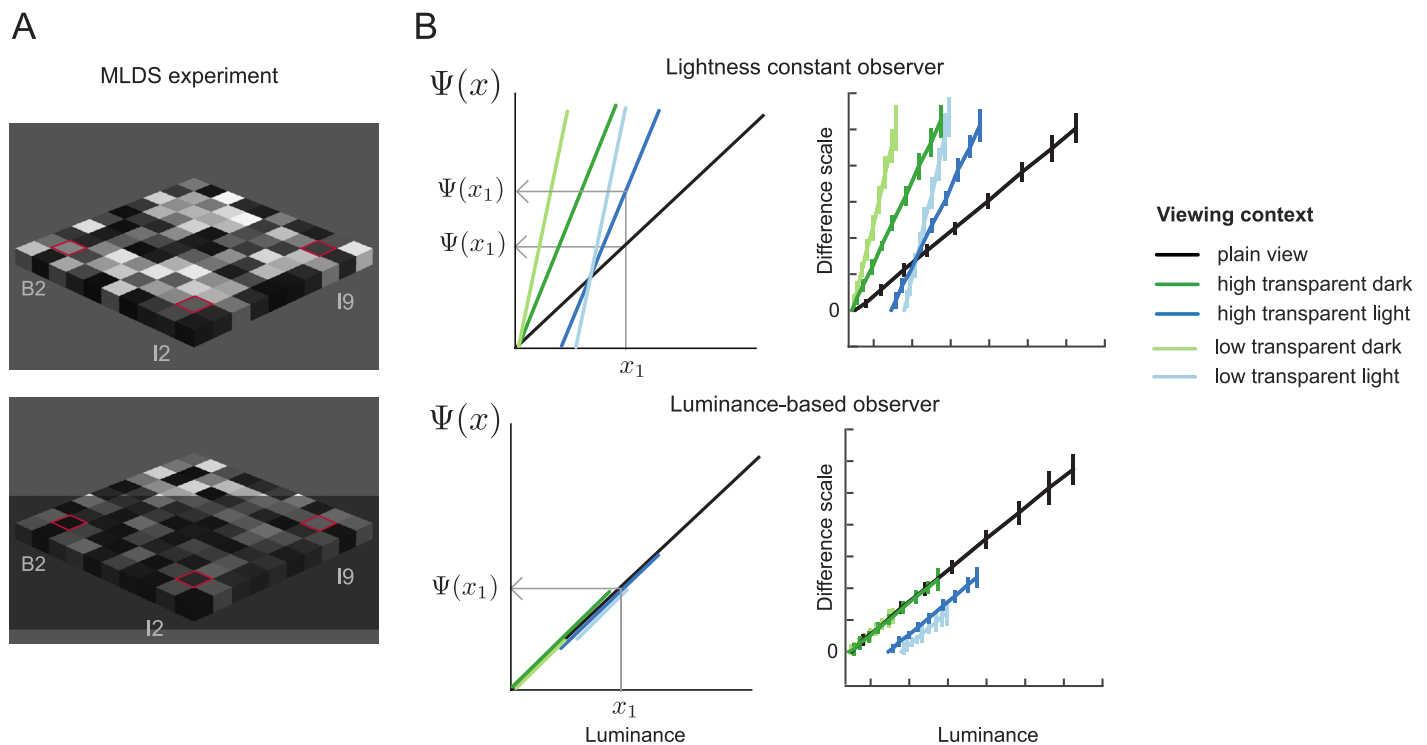 A
MLDS experiment
B2
I9
I2
B2
I9
I2
B
Lightness constant observer
Ψ(x)
Ψ(x₁)
Ψ(x₁)
x₁
Difference scale
0
Luminance-based observer
Ψ(x)
Ψ(x₁)
x₁
Luminance
Difference scale
0
Luminance
Viewing context
plain view
high transparent dark
high transparent light
low transparent dark
low transparent light